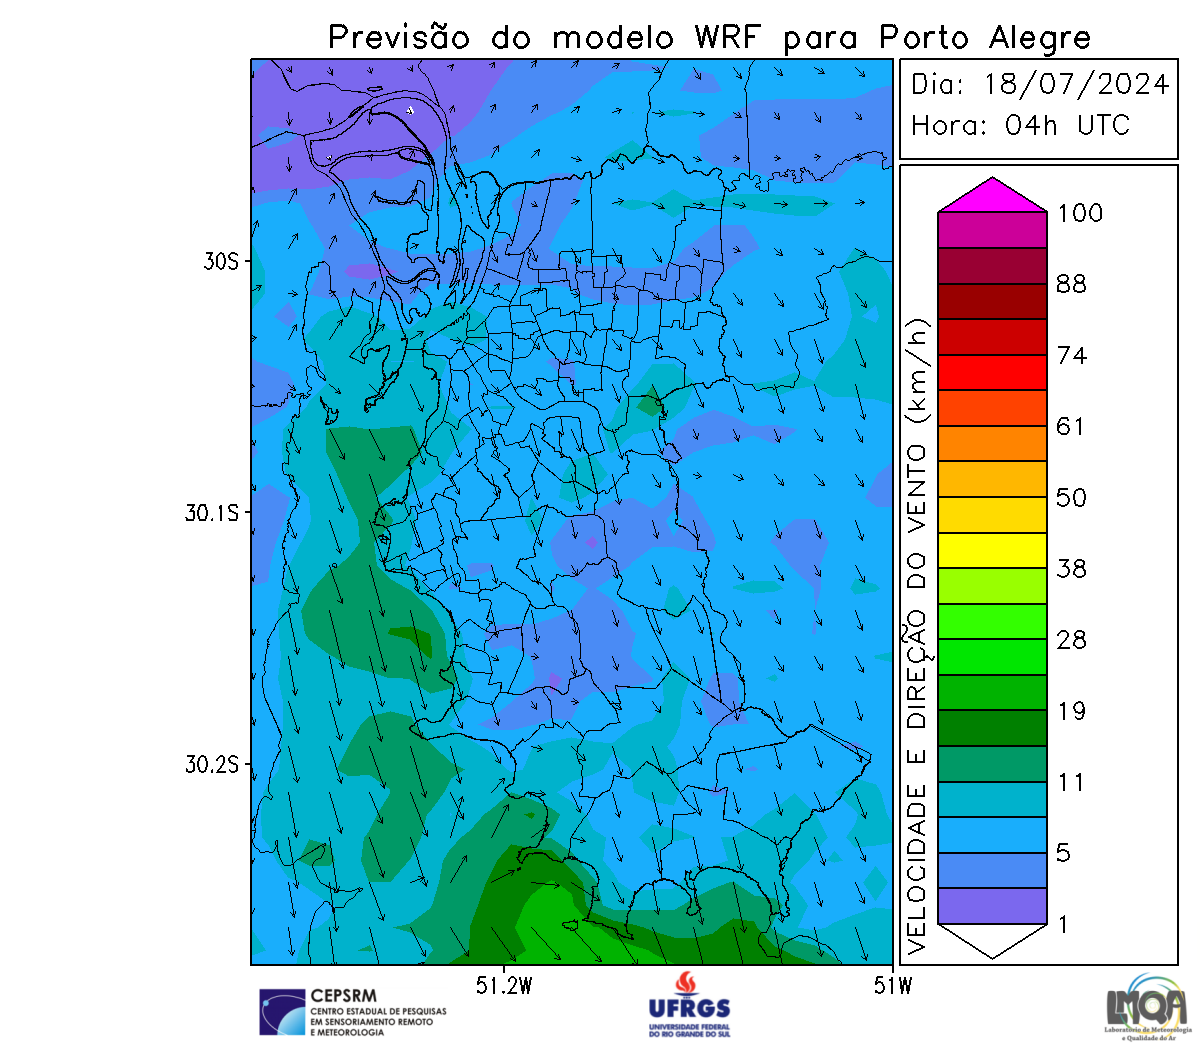 Previsão do modelo WRF para Porto Alegre
Dia: 18/07/2024
Hora: 04h UTC
30S
30.1S
30.2S
51.2W
51W
VELOCIDADE E DIREÇÃO DO VENTO (km/h)
100
88
74
61
50
38
28
19
11
5
1
CEPSRM
CENTRO ESTADUAL DE PESQUISAS
EM SENSORIAMENTO REMOTO
E METEOROLOGIA
UFRGS
UNIVERSIDADE FEDERAL
DO RIO GRANDE DO SUL
LMQA
Laboratório de Meteorologia
e Qualidade do Ar